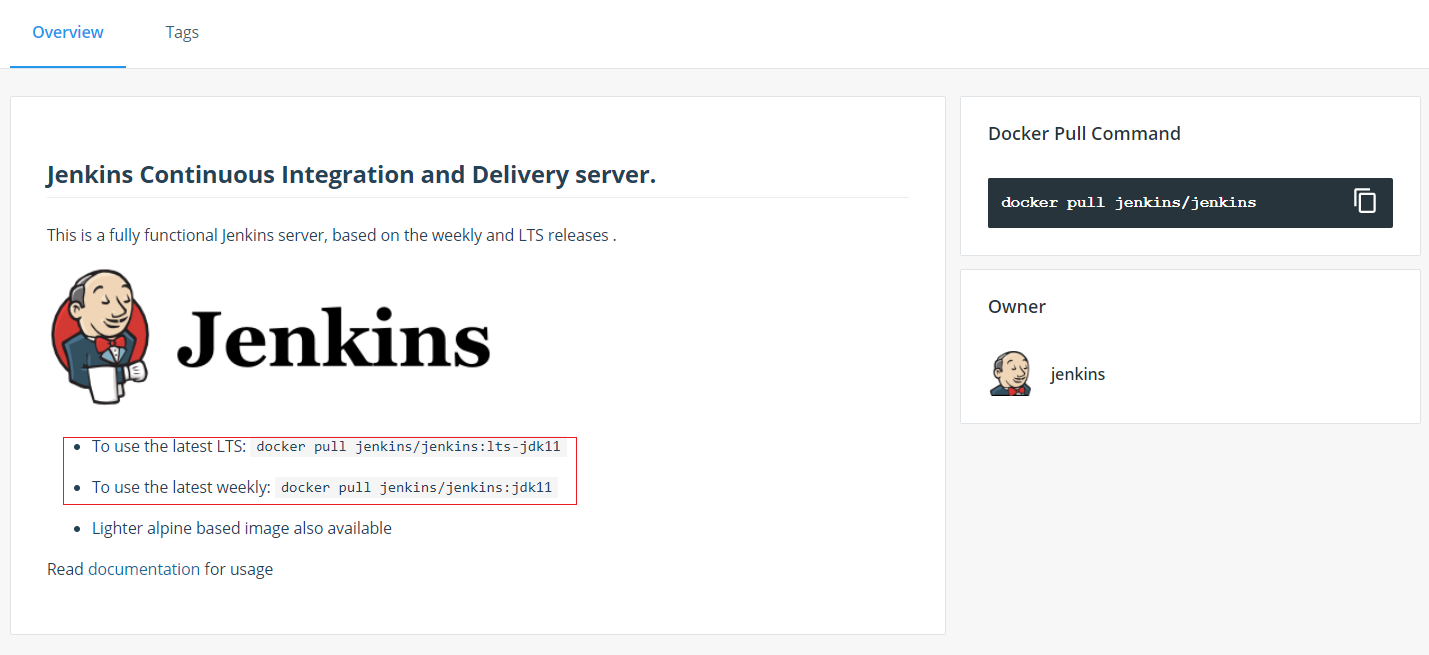 Overview
Tags
Jenkins Continuous Integration and Delivery server.
This is a fully functional Jenkins server, based on the weekly and LTS releases .
Jenkins
To use the latest LTS: docker pull jenkins/jenkins:lts-jdk11
To use the latest weekly: docker pull jenkins/jenkins:jdk11
Lighter alpine based image also available
Read documentation for usage
Docker Pull Command
docker pull jenkins/jenkins
Owner
jenkins